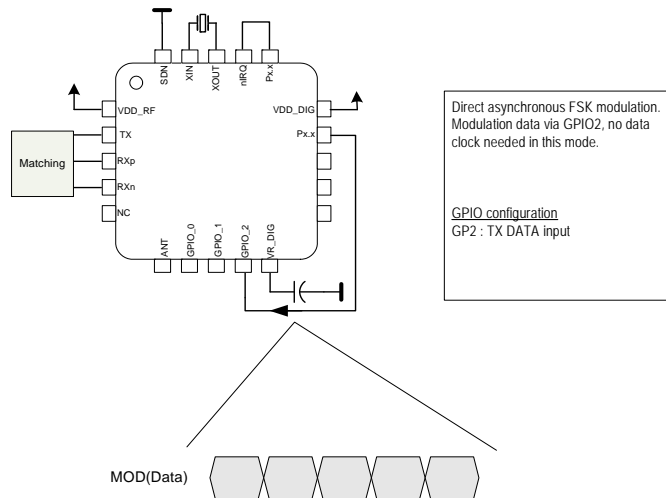 SDN
XIN
XOUT
nIRQ
Px.x
VDD_RF
TX
RXp
RXn
NC
Matching
VDD_DIG
Px.x
ANT
GPIO_0
GPIO_1
GPIO_2
VR_DIG
Direct asynchronous FSK modulation.
Modulation data via GPIO2, no data
clock needed in this mode.
GPIO configuration
GP2 : TX DATA input
MOD(Data)